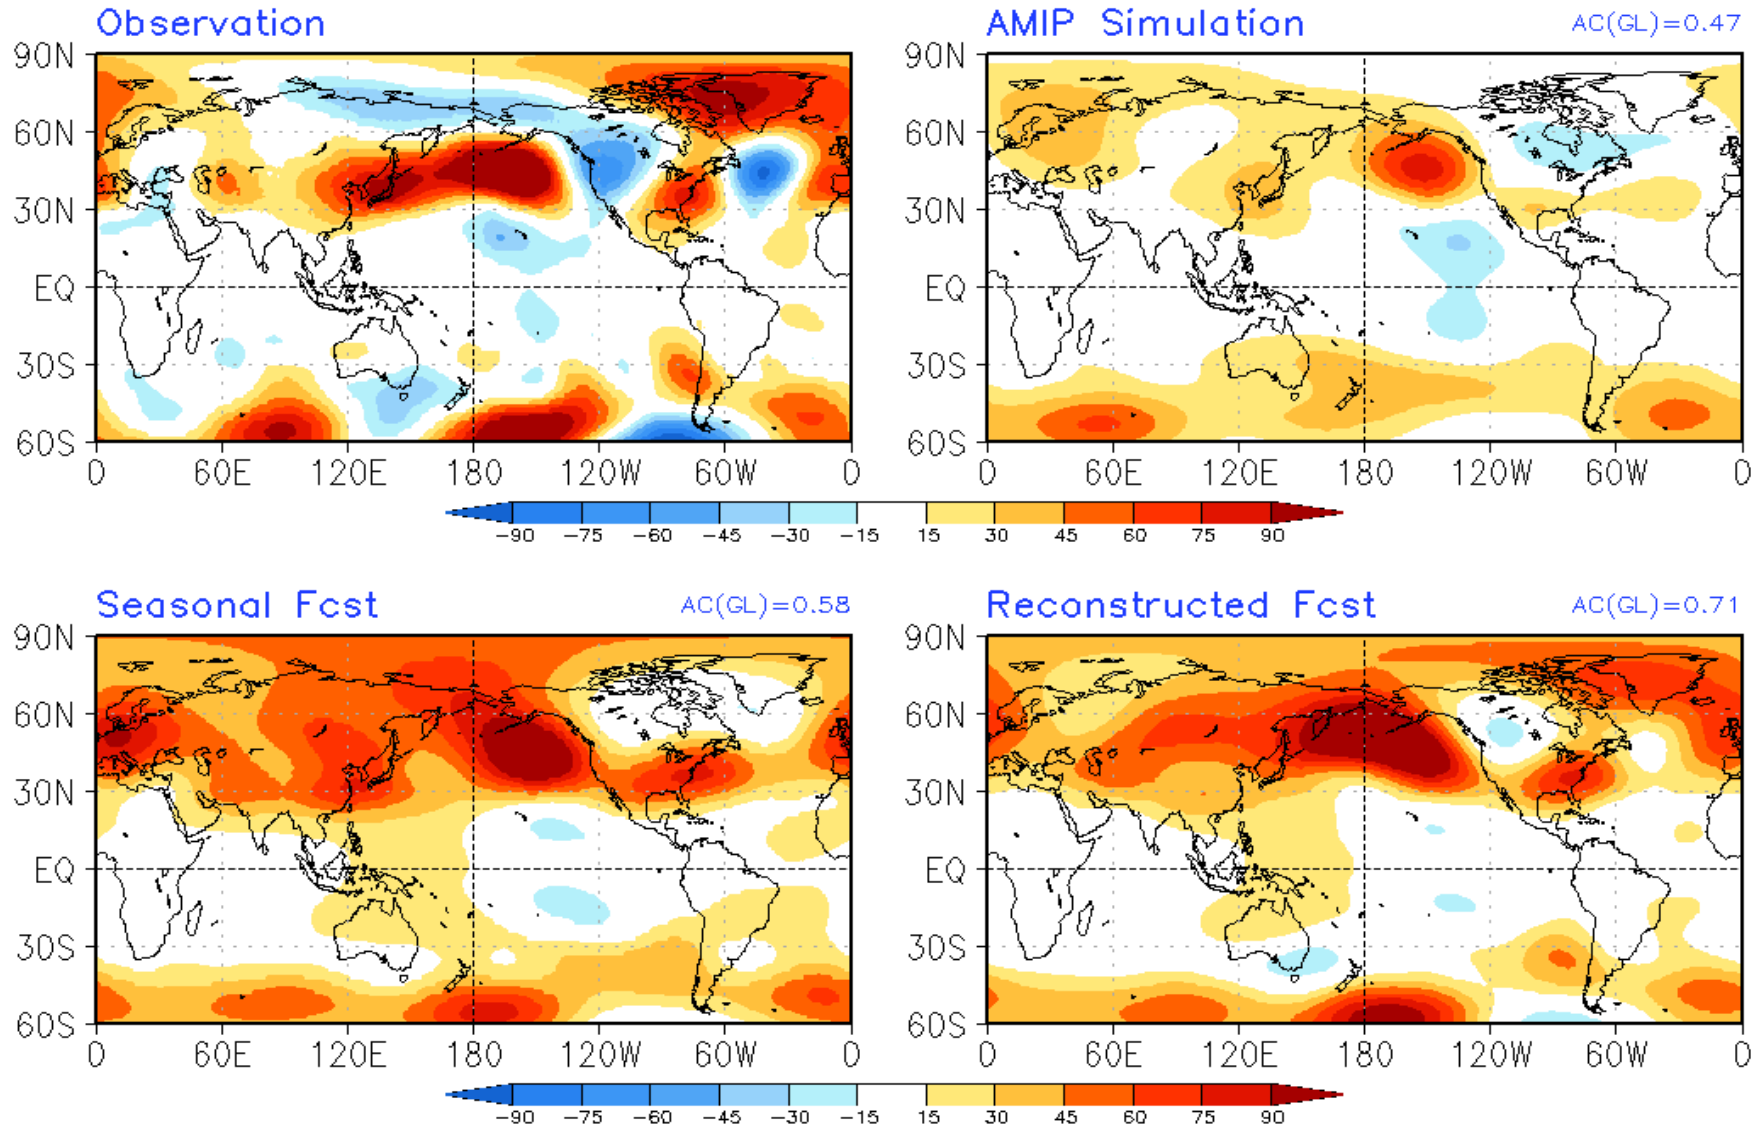 Observation
AMIP Simulation AC(GL)=0.47
90N
60N
30N
EQ
30S
60S
0 60E 120E 180 120W 60W 0
90N
60N
30N
EQ
30S
60S
0 60E 120E 180 120W 60W 0
-90 -75 -60 -45 -30 -15 15 30 45 60 75 90
Seasonal Fcst AC(GL)=0.58
Reconstructed Fcst AC(GL)=0.71
90N
60N
30N
EQ
30S
60S
0 60E 120E 180 120W 60W 0
90N
60N
30N
EQ
30S
60S
0 60E 120E 180 120W 60W 0
-90 -75 -60 -45 -30 -15 15 30 45 60 75 90